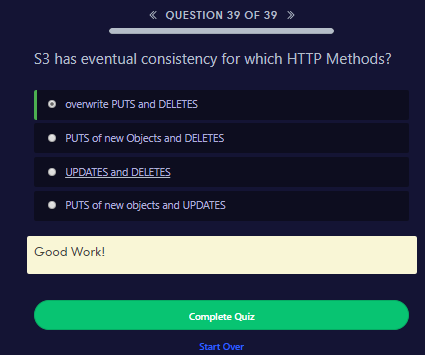 « QUESTION 39 OF 39 »
S3 has eventual consistency for which HTTP Methods?
overwrite PUTS and DELETES
PUTS of new Objects and DELETES
UPDATES and DELETES
PUTS of new objects and UPDATES
Good Work!
Complete Quiz
Start Over